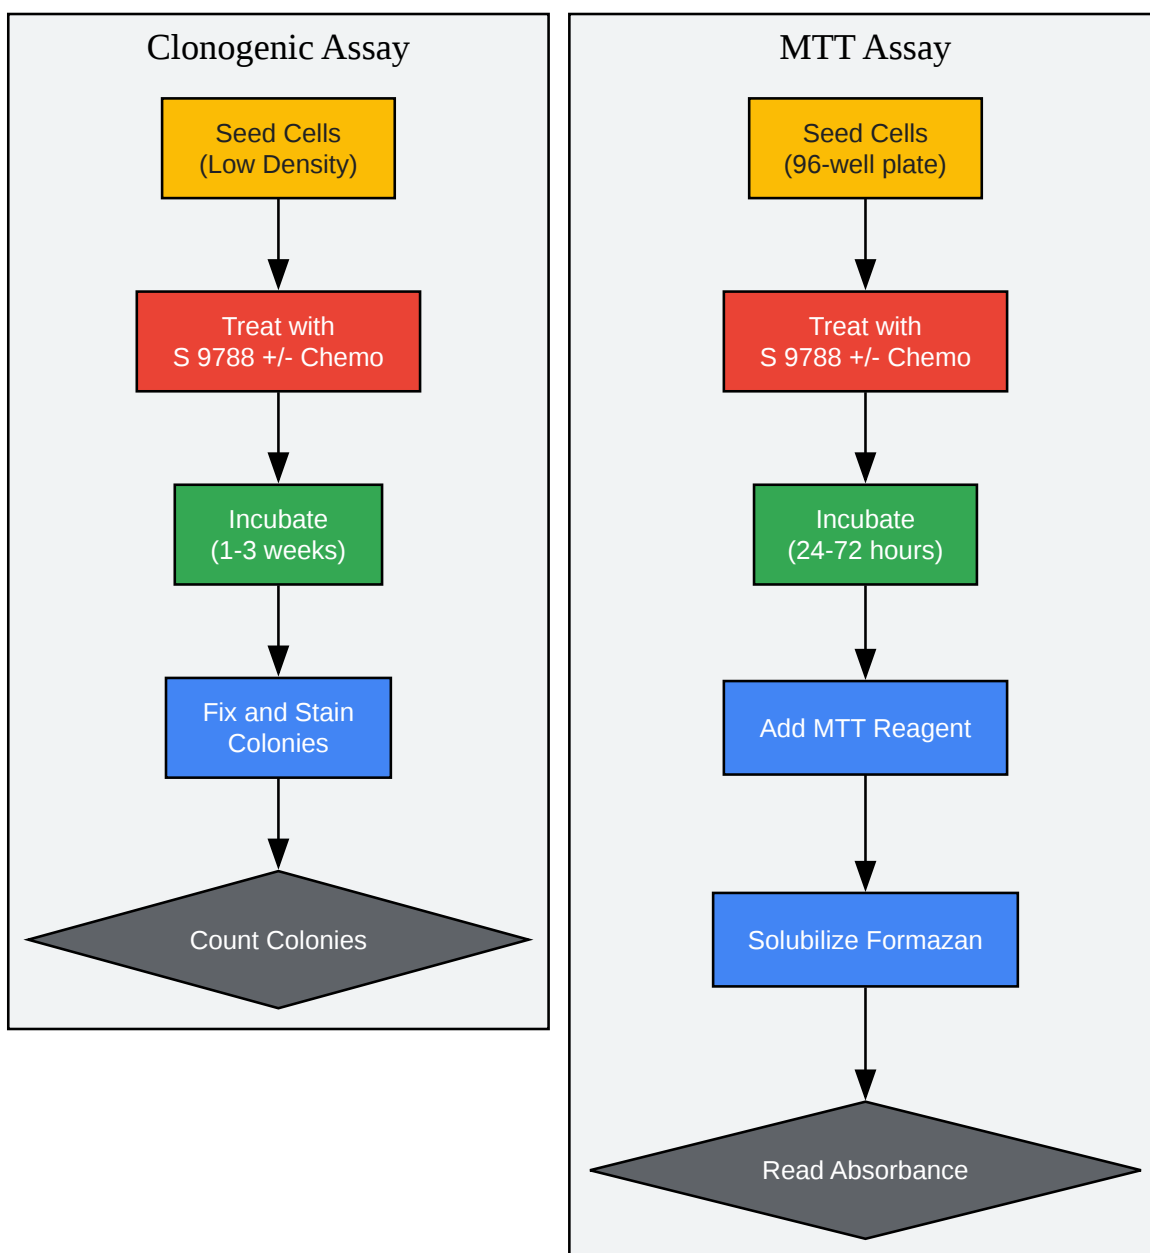 Clonogenic Assay
Seed Cells
(Low Density)
Treat with
S 9788 +/- Chemo
Incubate
(1-3 weeks)
Fix and Stain
Colonies
Count Colonies
MTT Assay
Seed Cells
(96-well plate)
Treat with
S 9788 +/- Chemo
Incubate
(24-72 hours)
Add MTT Reagent
Solubilize Formazan
Read Absorbance